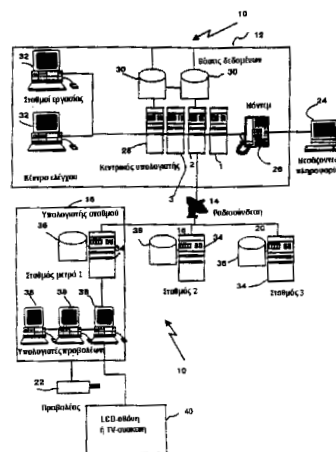 10
12
32
Βάσεις δεδομένων
30
30
Σταθμοί εργασίας
32
Μόντεμ
24
28
Κέντρο ελέγχου
Κεντρικός υπολογιστής
2
1
3
26
14
Ραδιοσύνδεση
16
Υπολογιστής σταθμού
36
34
Σταθμός μετρό 1
36
18
34
Σταθμός 2
20
36
34
Σταθμός 3
38
38
38
Υπολογιστές προβολέων
22
Προβολέας
10
40
LCD-οθόνη
ή TV-συσκευή